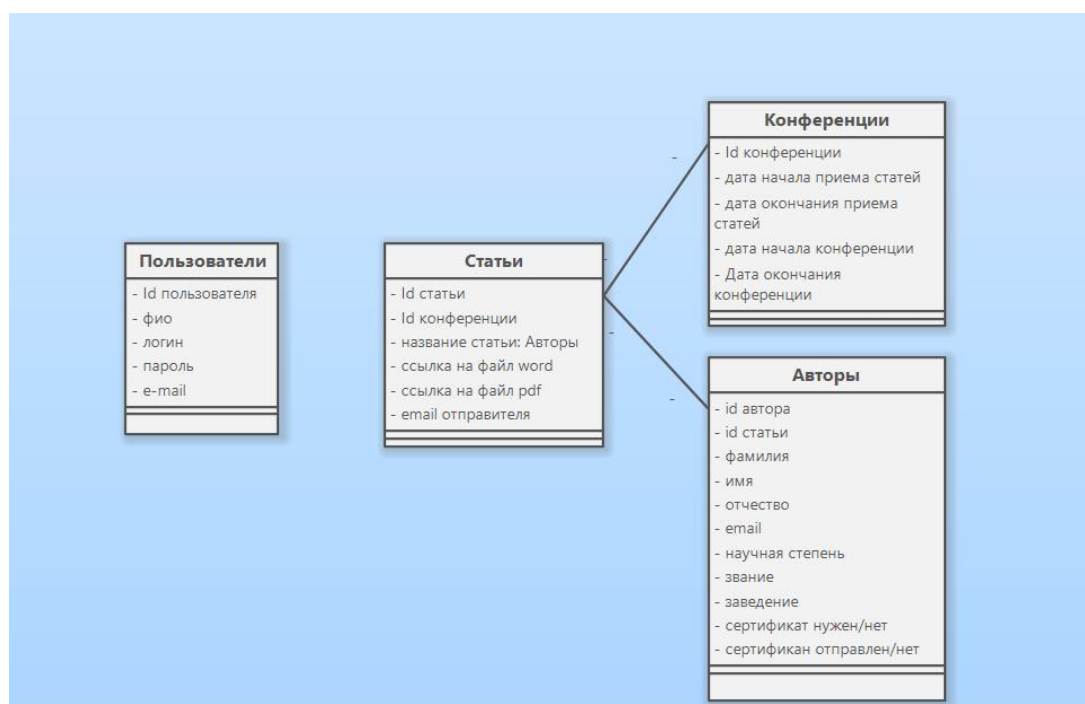 Пользователи
- Id пользователя
- фио
- логин
- пароль
- e-mail
Статьи
- Id статьи
- Id конференции
- название статьи: Авторы
- ссылка на файл word
- ссылка на файл pdf
- email отправителя
Конференции
- Id конференции
- дата начала приема статей
- дата окончания приема
статей
- дата начала конференции
- Дата окончания
конференции
Авторы
- id автора
- id статьи
- фамилия
- имя
- отчество
- email
- научная степень
- звание
- заведение
- сертификат нужен/нет
- сертификан отправлен/нет